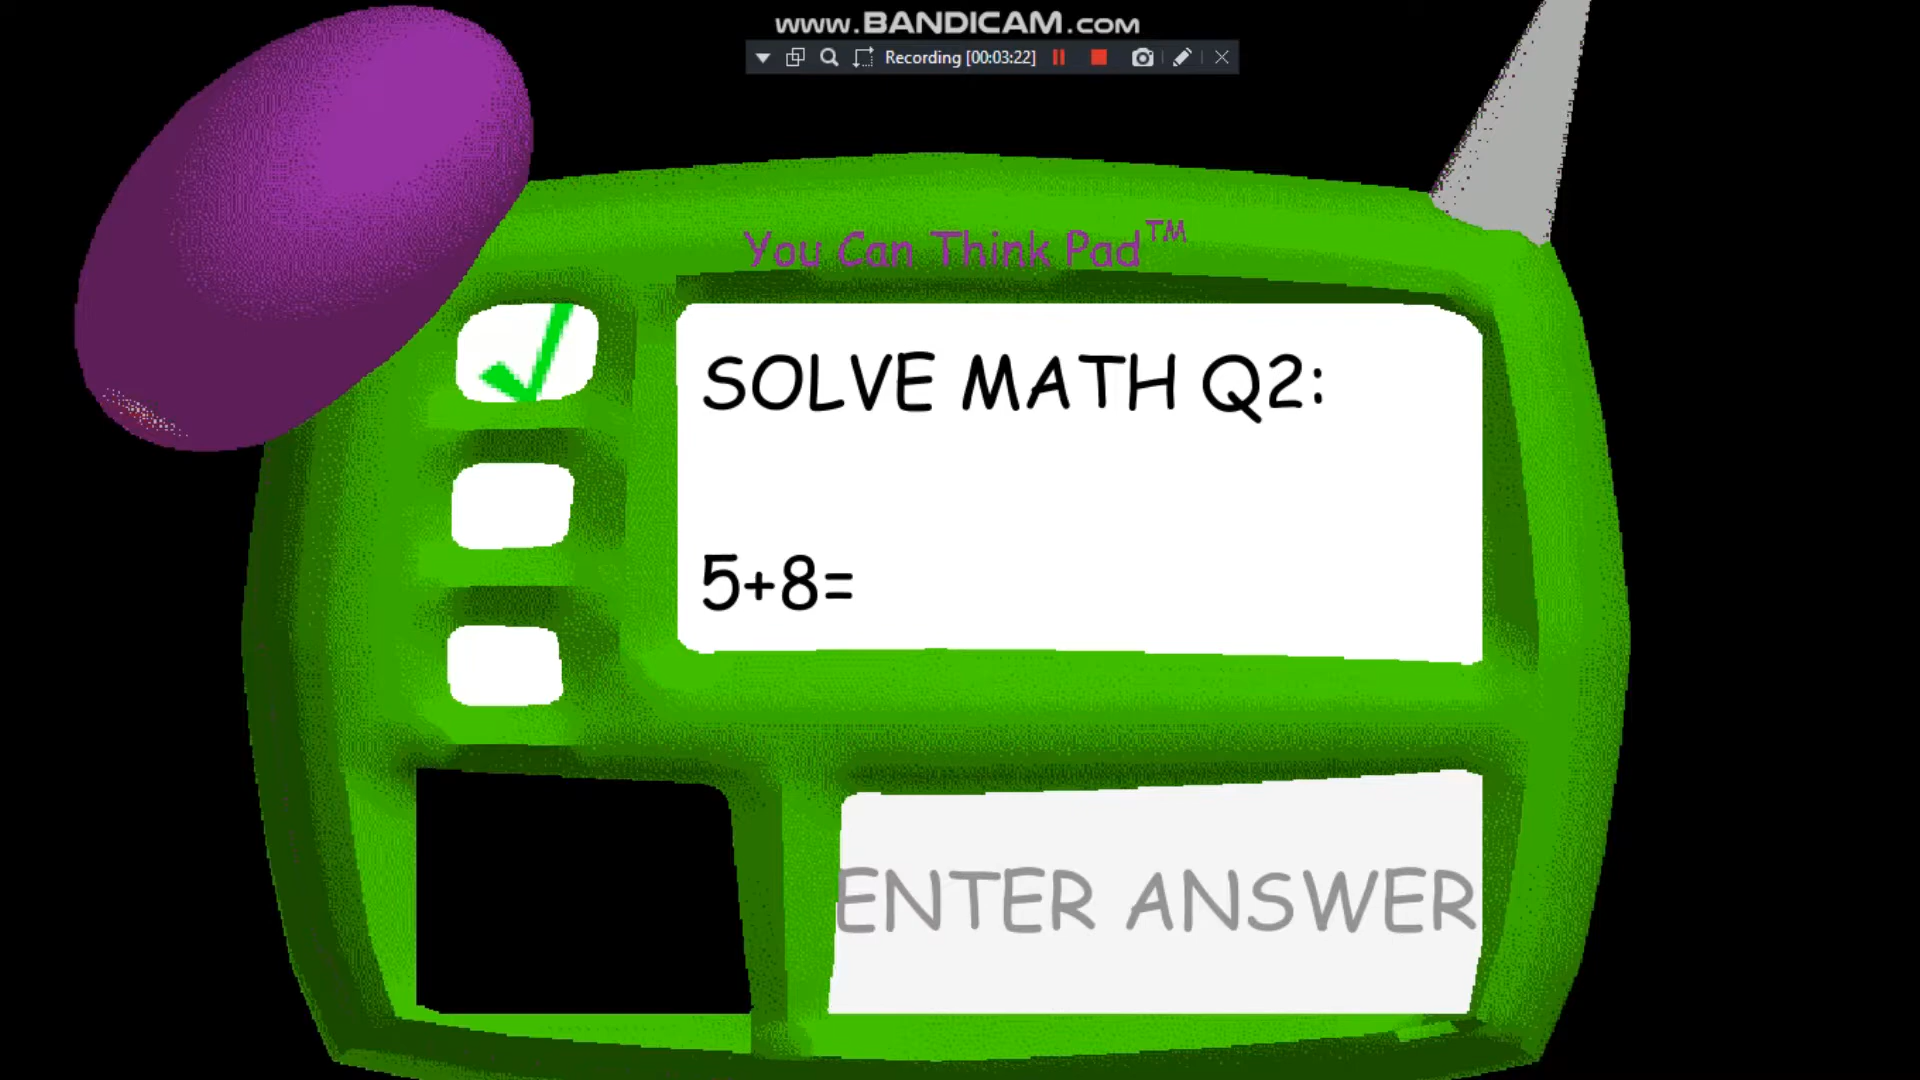 www.BANDICAM.com
Recording [00:03:22]
You Can Think Pad™
SOLVE MATH Q2:
5+8=
ENTER ANSWER